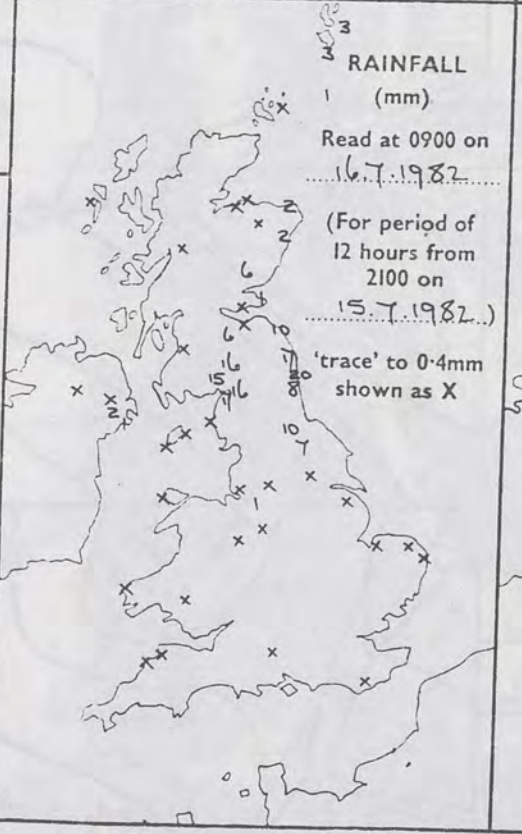 3
3
RAINFALL
1 (mm)
x
Read at 0900 on
16.7.1982
x
x x 2
x 2
(For period of
12 hours from
2100 on
15.7.1982)
x
6
x
x
6
7
'trace' to 0·4mm
shown as X
x
16
15 16
8
x x
2 x
x
x x
10
7
x
x x x
x 1 x
x x
x x x
x
x
x x
x
x